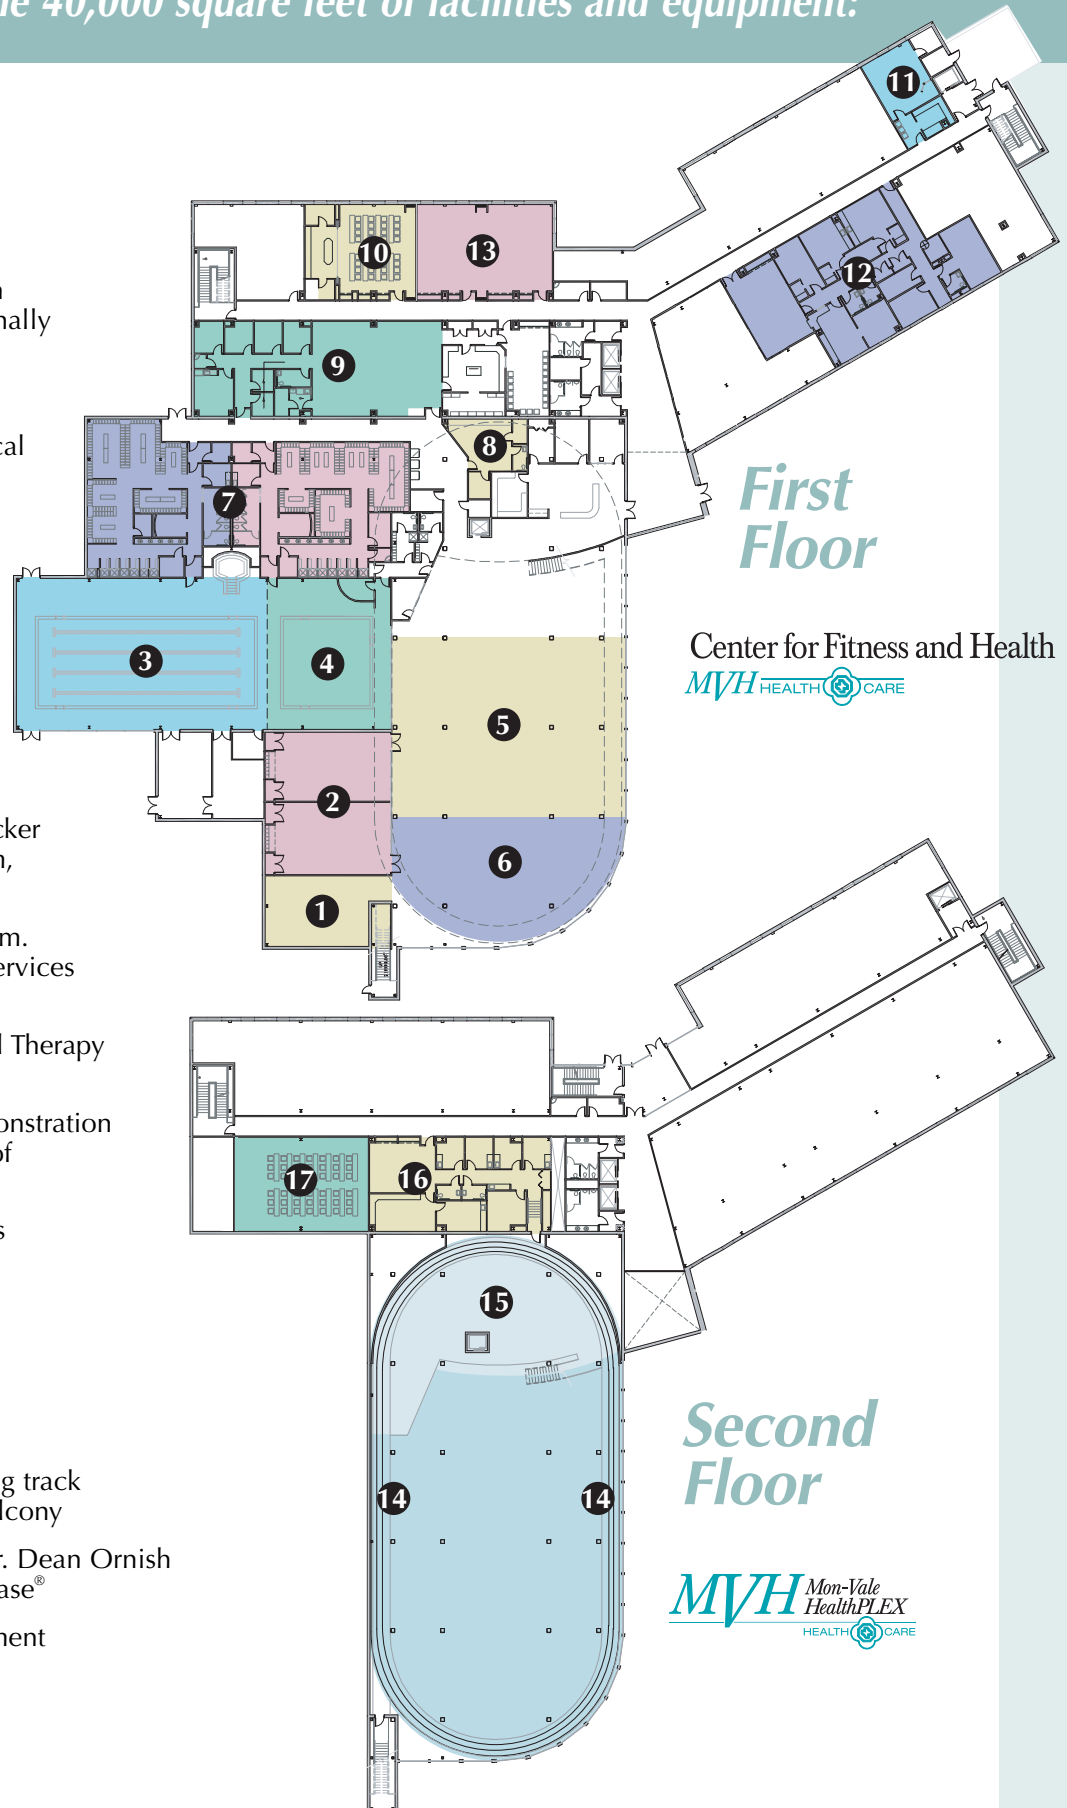 he 40,000 square feet of facilities and equipment:
11
10
13
12
nally
9
cal
8
7
First
Floor
Center for Fitness and Health
MVH HEALTH CARE
3
4
5
2
cker
6
1
m.
ervices
l Therapy
onstration
of
17
16
s
15
Second
Floor
g track
lcony
14
14
r. Dean Ornish
ase®
MVH Mon-Vale
HealthPLEX
HEALTH CARE
ment